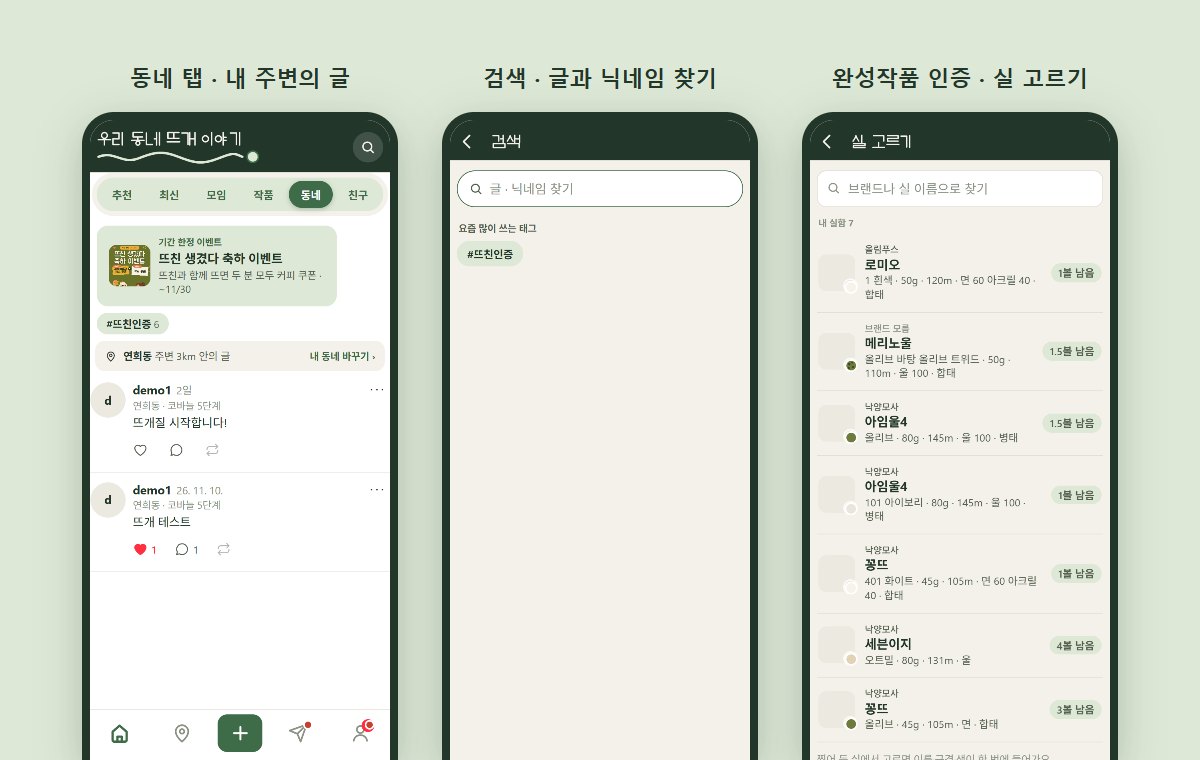 동네 탭 · 내 주변의 글
우리 동네 뜨개 이야기
추천 최신 모임 작품 동네 친구
기간 한정 이벤트
뜨친 생겼다 축하 이벤트
뜨친과 함께 뜨면 두 분 모두 커피 쿠폰 ·
~11/30
#뜨친인증 6
연희동 주변 3km 안의 글 내 동네 바꾸기 ›
d
demo1 2일
연희동 · 코바늘 5단계
뜨개질 시작합니다!
d
demo1 26. 11. 10.
연희동 · 코바늘 5단계
뜨개 테스트
1 1
검색 · 글과 닉네임 찾기
검색
글 · 닉네임 찾기
요즘 많이 쓰는 태그
#뜨친인증
완성작품 인증 · 실 고르기
실 고르기
브랜드나 실 이름으로 찾기
내 실함 7
올림푸스
로미오
1 흰색 · 50g · 120m · 면 60 아크릴 40 ·
합태
1볼 남음
브랜드 모름
메리노울
올리브 바탕 올리브 트위드 · 50g ·
110m · 울 100 · 합태
1.5볼 남음
낙양모사
아임울4
올리브 · 80g · 145m · 울 100 · 병태
1.5볼 남음
낙양모사
아임울4
101 아이보리 · 80g · 145m · 울 100 ·
병태
1볼 남음
낙양모사
꽁뜨
401 화이트 · 45g · 105m · 면 60 아크릴
40 · 합태
1볼 남음
낙양모사
세븐이지
오트밀 · 80g · 131m · 울
4볼 남음
낙양모사
꽁뜨
올리브 · 45g · 105m · 면 · 합태
3볼 남음